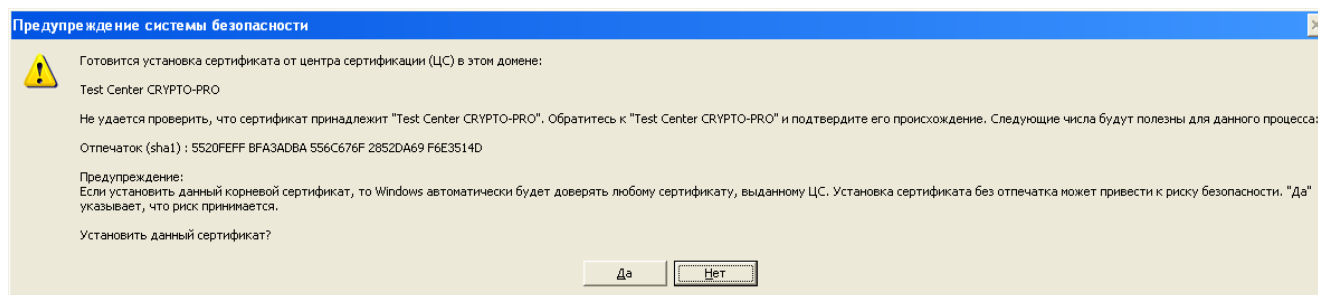 Предупреждение системы безопасности
Готовится установка сертификата от центра сертификации (ЦС) в этом домене:
Test Center CRYPTO-PRO
Не удается проверить, что сертификат принадлежит "Test Center CRYPTO-PRO". Обратитесь к "Test Center CRYPTO-PRO" и подтвердите его происхождение. Следующие числа будут полезны для данного процесса:
Отпечаток (sha1) : 5520FEFF BFA3ADBA 556C676F 2852DA69 F6E3514D
Предупреждение:
Если установить данный корневой сертификат, то Windows автоматически будет доверять любому сертификату, выданному ЦС. Установка сертификата без отпечатка может привести к риску безопасности. "Да"
указывает, что риск принимается.
Установить данный сертификат?
Да Нет